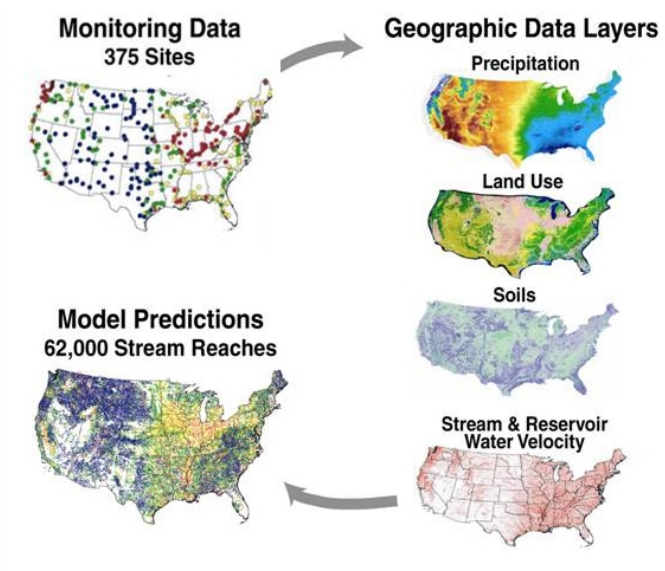 Monitoring Data
375 Sites
Geographic Data Layers
Precipitation
Land Use
Soils
Stream & Reservoir
Water Velocity
Model Predictions
62,000 Stream Reaches